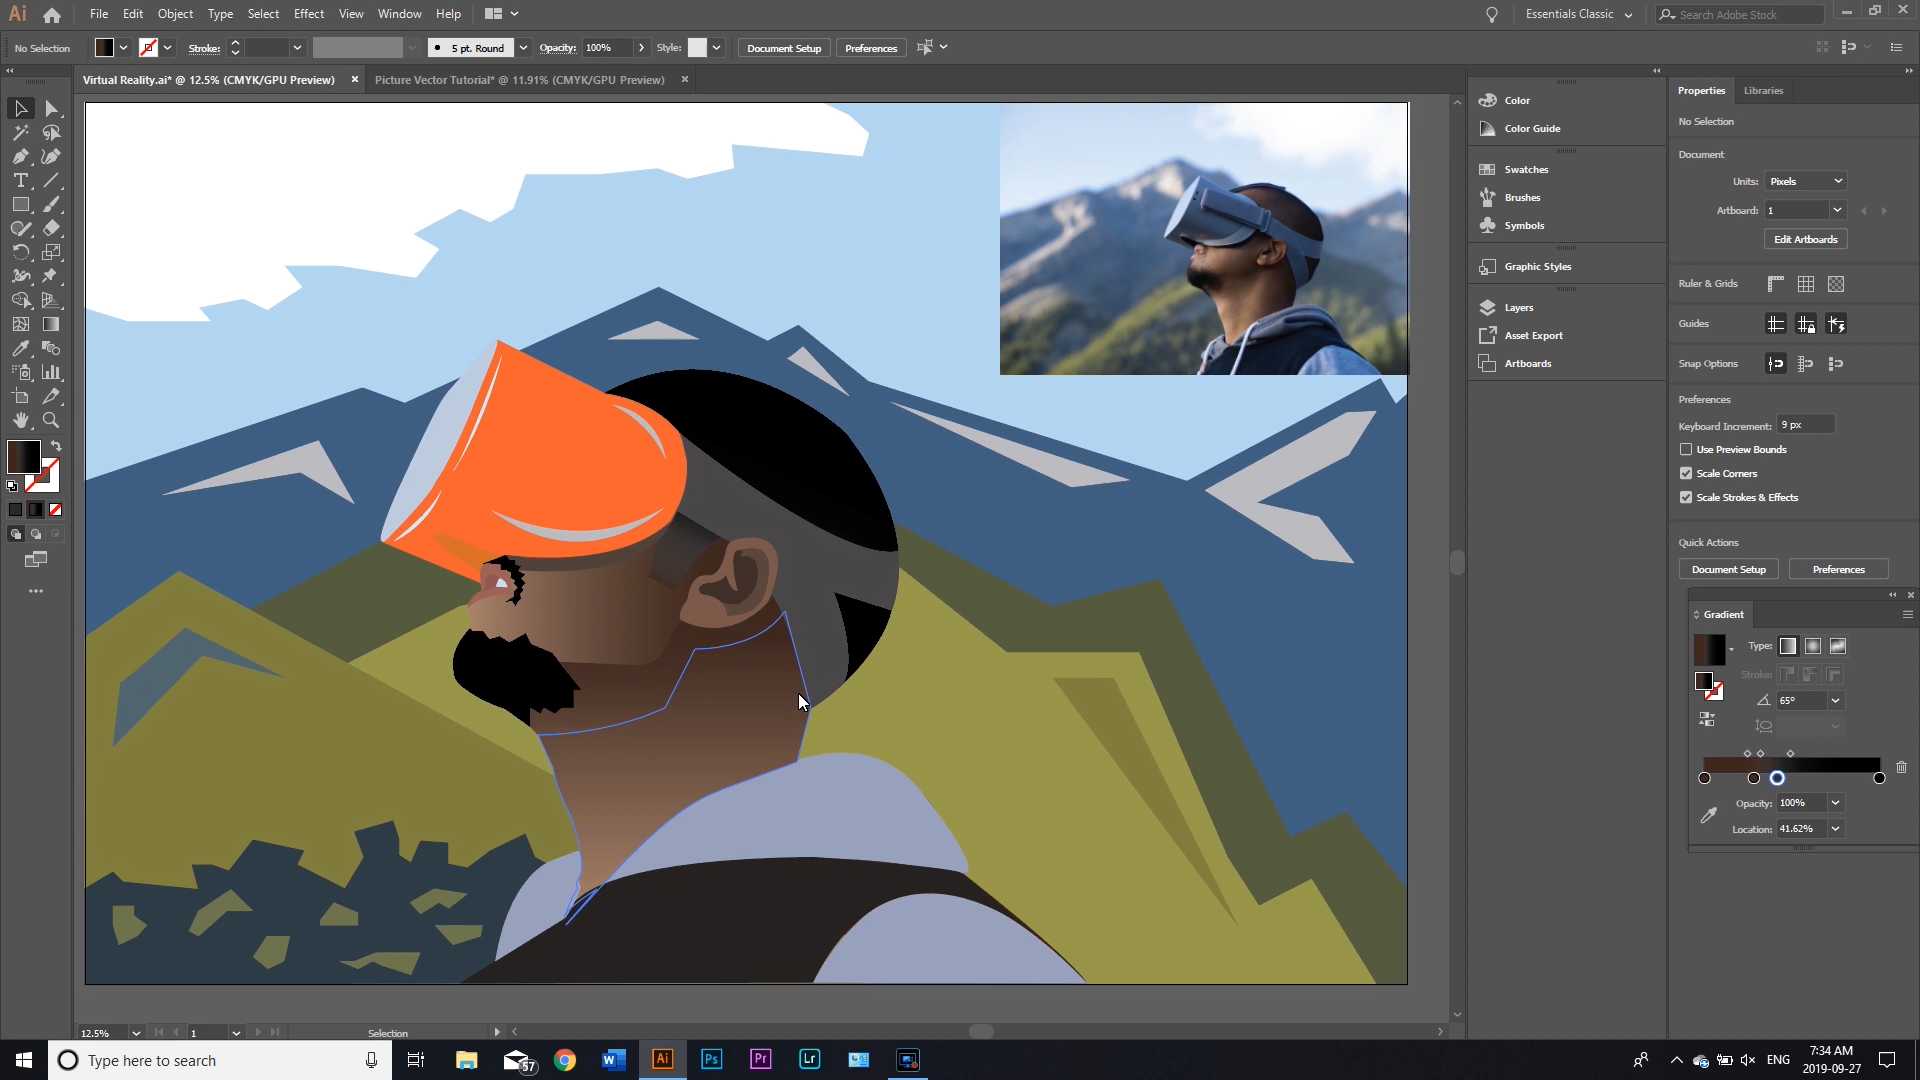 Ai File Edit Object Type Select Effect View Window Help Essentials Classic Search Adobe Stock
No Selection Stroke: 5 pt. Round Opacity: 100% Style: Document Setup Preferences
Virtual Reality.ai* @ 12.5% (CMYK/GPU Preview) Picture Vector Tutorial* @ 11.91% (CMYK/GPU Preview)
Color
Color Guide
Swatches
Brushes
Symbols
Graphic Styles
Layers
Asset Export
Artboards
Properties Libraries
No Selection
Document
Units: Pixels
Artboard: 1
Edit Artboards
Ruler & Grids
Guides
Snap Options
Preferences
Keyboard Increment: 9 px
Use Preview Bounds
Scale Corners
Scale Strokes & Effects
Quick Actions
Document Setup Preferences
Gradient
Type:
Stroke:
65°
Opacity: 100%
Location: 41.62%
12.5% 1 Selection
Type here to search 57 W Ai Ps Pr Lr ENG 7:34 AM
2019-09-27